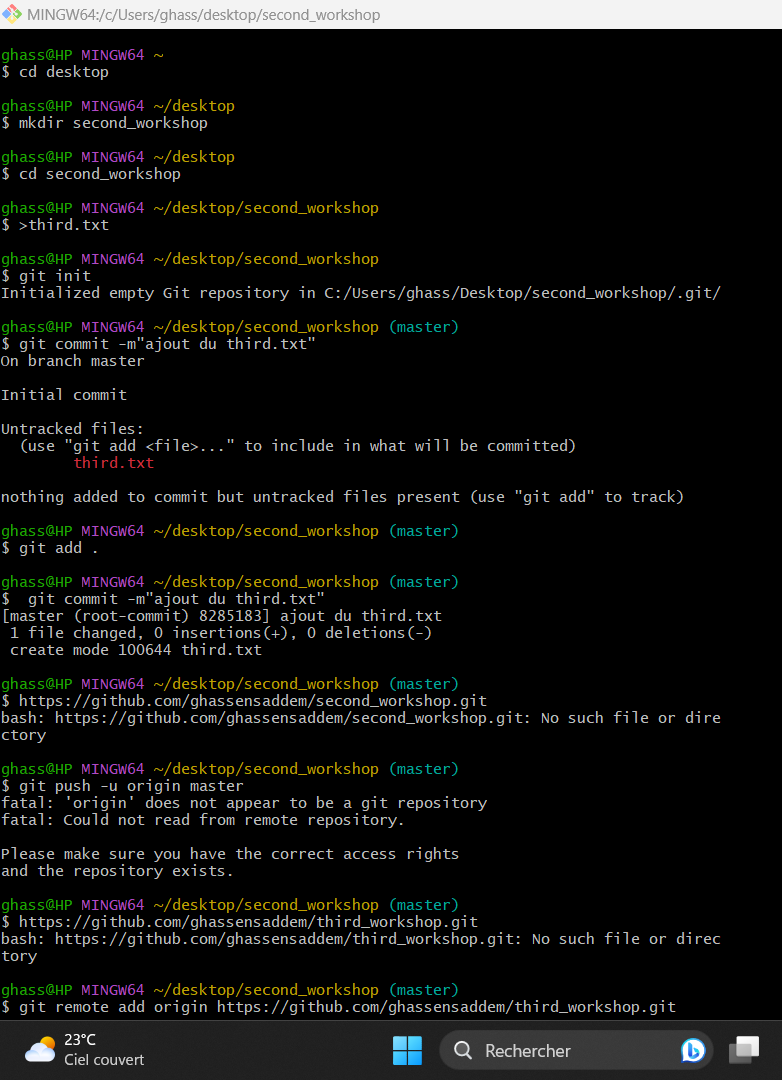 MINGW64:/c/Users/ghass/desktop/second_workshop
ghass@HP MINGW64 ~
$ cd desktop
ghass@HP MINGW64 ~/desktop
$ mkdir second_workshop
ghass@HP MINGW64 ~/desktop
$ cd second_workshop
ghass@HP MINGW64 ~/desktop/second_workshop
$ >third.txt
ghass@HP MINGW64 ~/desktop/second_workshop
$ git init
Initialized empty Git repository in C:/Users/ghass/Desktop/second_workshop/.git/
ghass@HP MINGW64 ~/desktop/second_workshop (master)
$ git commit -m"ajout du third.txt"
On branch master
Initial commit
Untracked files:
  (use "git add <file>..." to include in what will be committed)
        third.txt
nothing added to commit but untracked files present (use "git add" to track)
ghass@HP MINGW64 ~/desktop/second_workshop (master)
$ git add .
ghass@HP MINGW64 ~/desktop/second_workshop (master)
$  git commit -m"ajout du third.txt"
[master (root-commit) 8285183] ajout du third.txt
 1 file changed, 0 insertions(+), 0 deletions(-)
 create mode 100644 third.txt
ghass@HP MINGW64 ~/desktop/second_workshop (master)
$ https://github.com/ghassensaddem/second_workshop.git
bash: https://github.com/ghassensaddem/second_workshop.git: No such file or dire
ctory
ghass@HP MINGW64 ~/desktop/second_workshop (master)
$ git push -u origin master
fatal: 'origin' does not appear to be a git repository
fatal: Could not read from remote repository.
Please make sure you have the correct access rights
and the repository exists.
ghass@HP MINGW64 ~/desktop/second_workshop (master)
$ https://github.com/ghassensaddem/third_workshop.git
bash: https://github.com/ghassensaddem/third_workshop.git: No such file or direc
tory
ghass@HP MINGW64 ~/desktop/second_workshop (master)
$ git remote add origin https://github.com/ghassensaddem/third_workshop.git
23°C
Ciel couvert
Rechercher